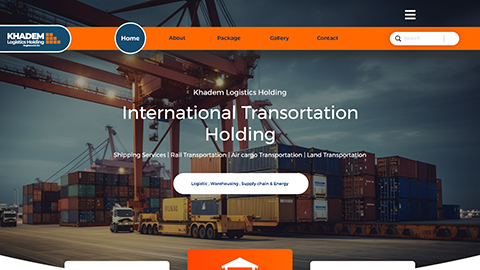 KHADEM
Logistics Holding
Home
About
Package
Gallery
Contact
Search
Khadem Logistics Holding
International Transortation
Holding
Shipping Services | Rail Transportation | Air cargo Transportation | Land Transportation
Logistic , Warehousing , Supply chain & Energy